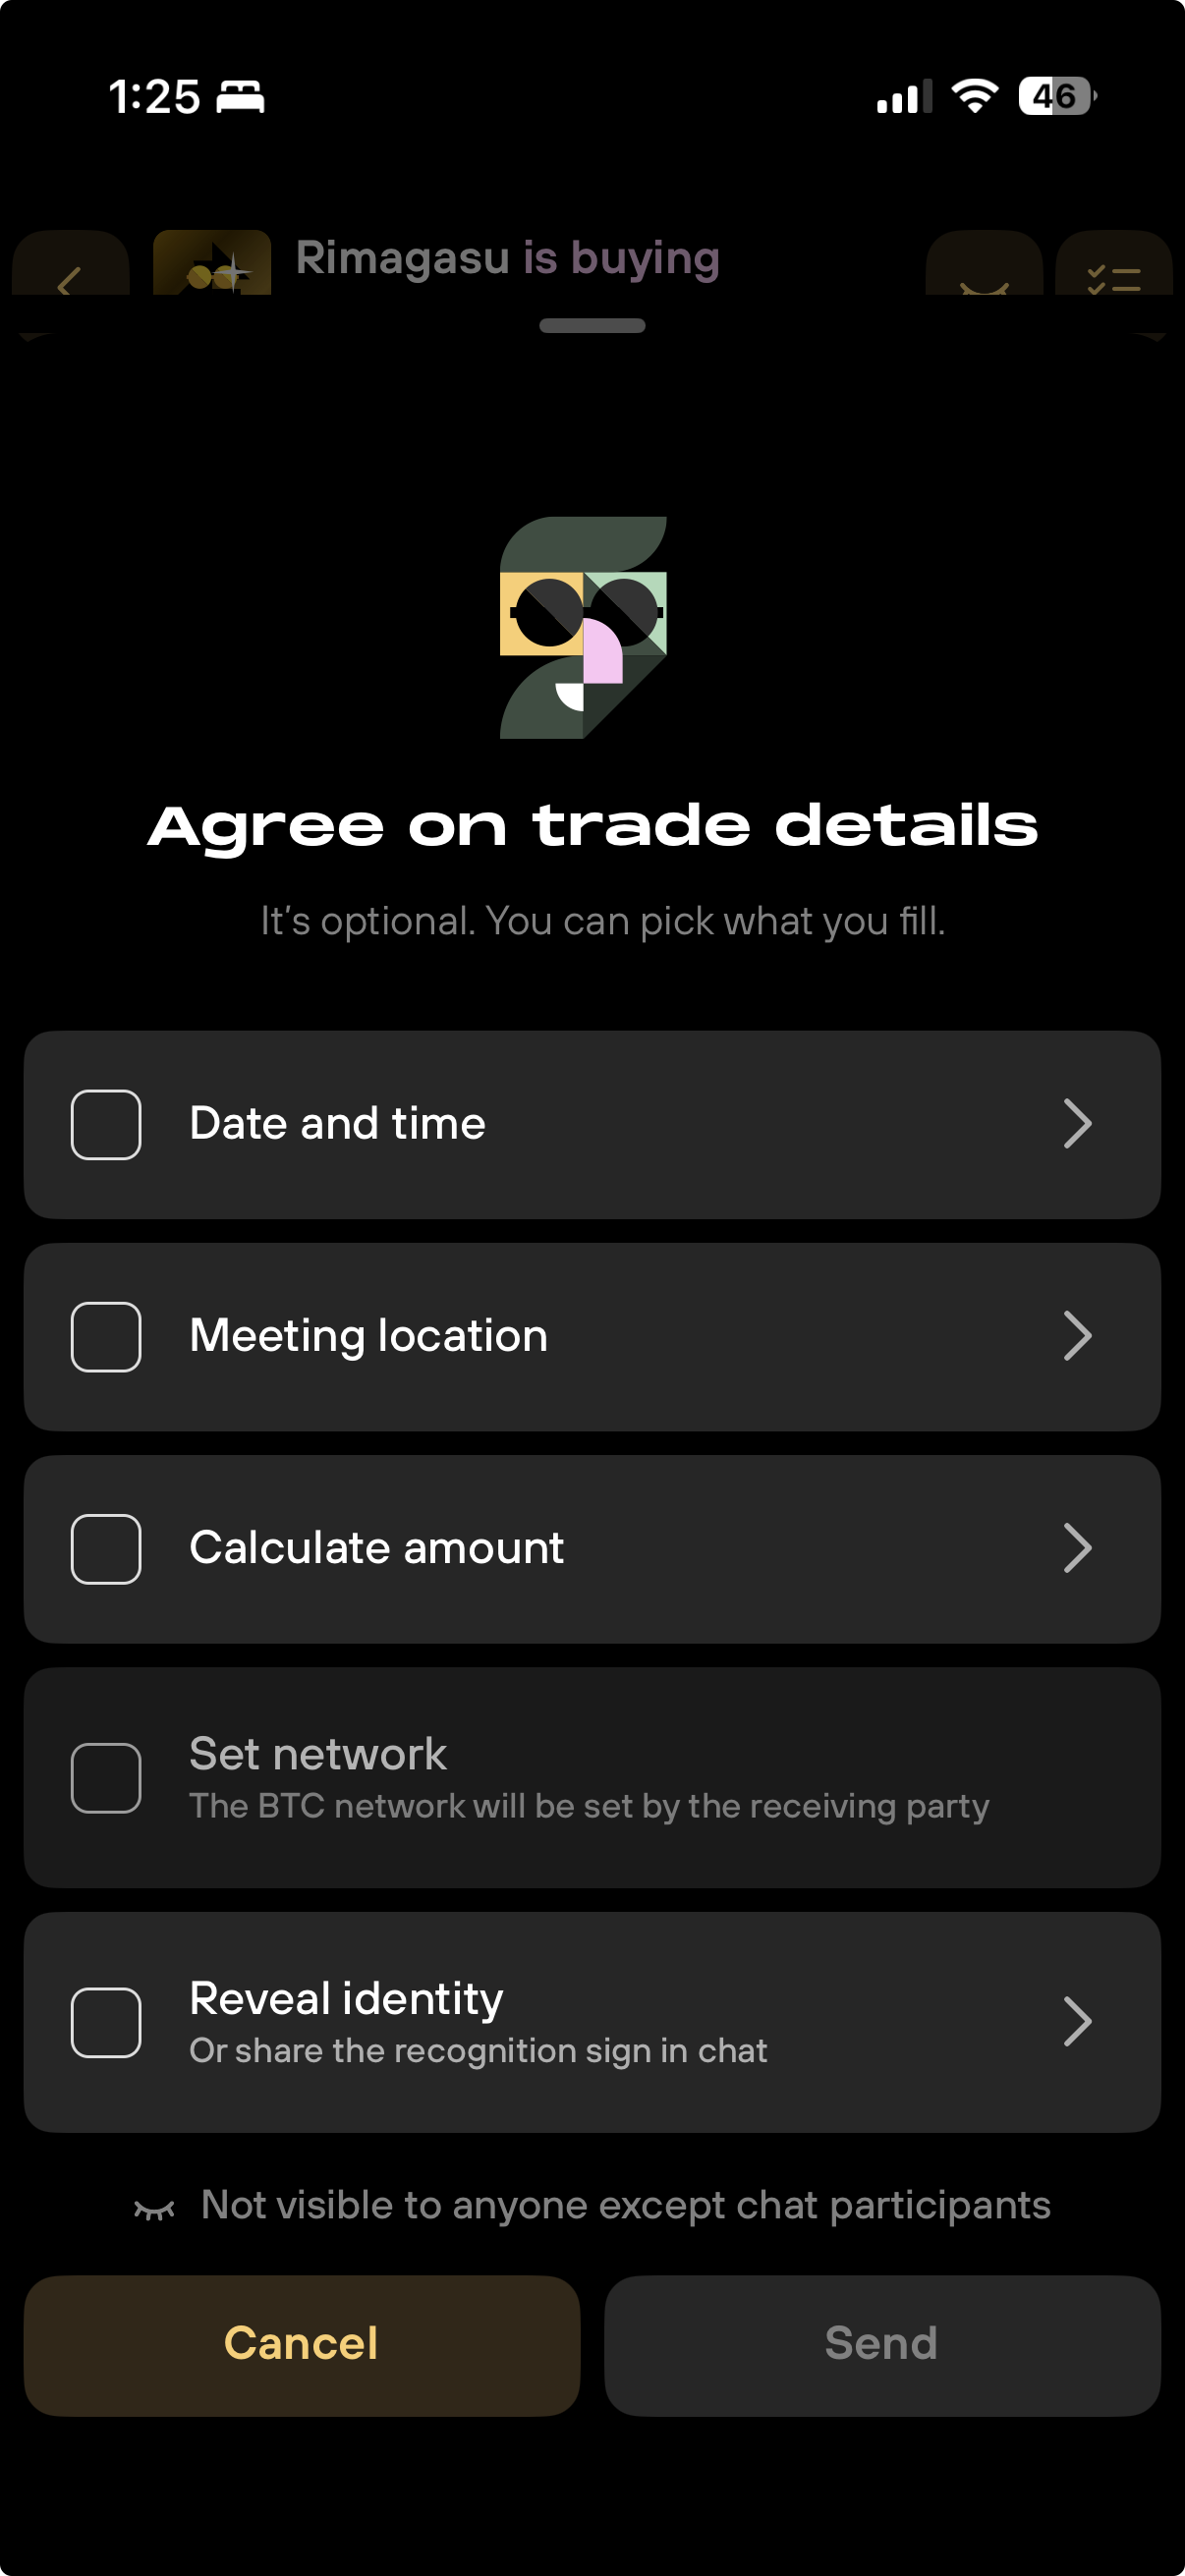 1:25
46
Rimagasu is buying
Agree on trade details
It's optional. You can pick what you fill.
Date and time
Meeting location
Calculate amount
Set network
The BTC network will be set by the receiving party
Reveal identity
Or share the recognition sign in chat
Not visible to anyone except chat participants
Cancel
Send